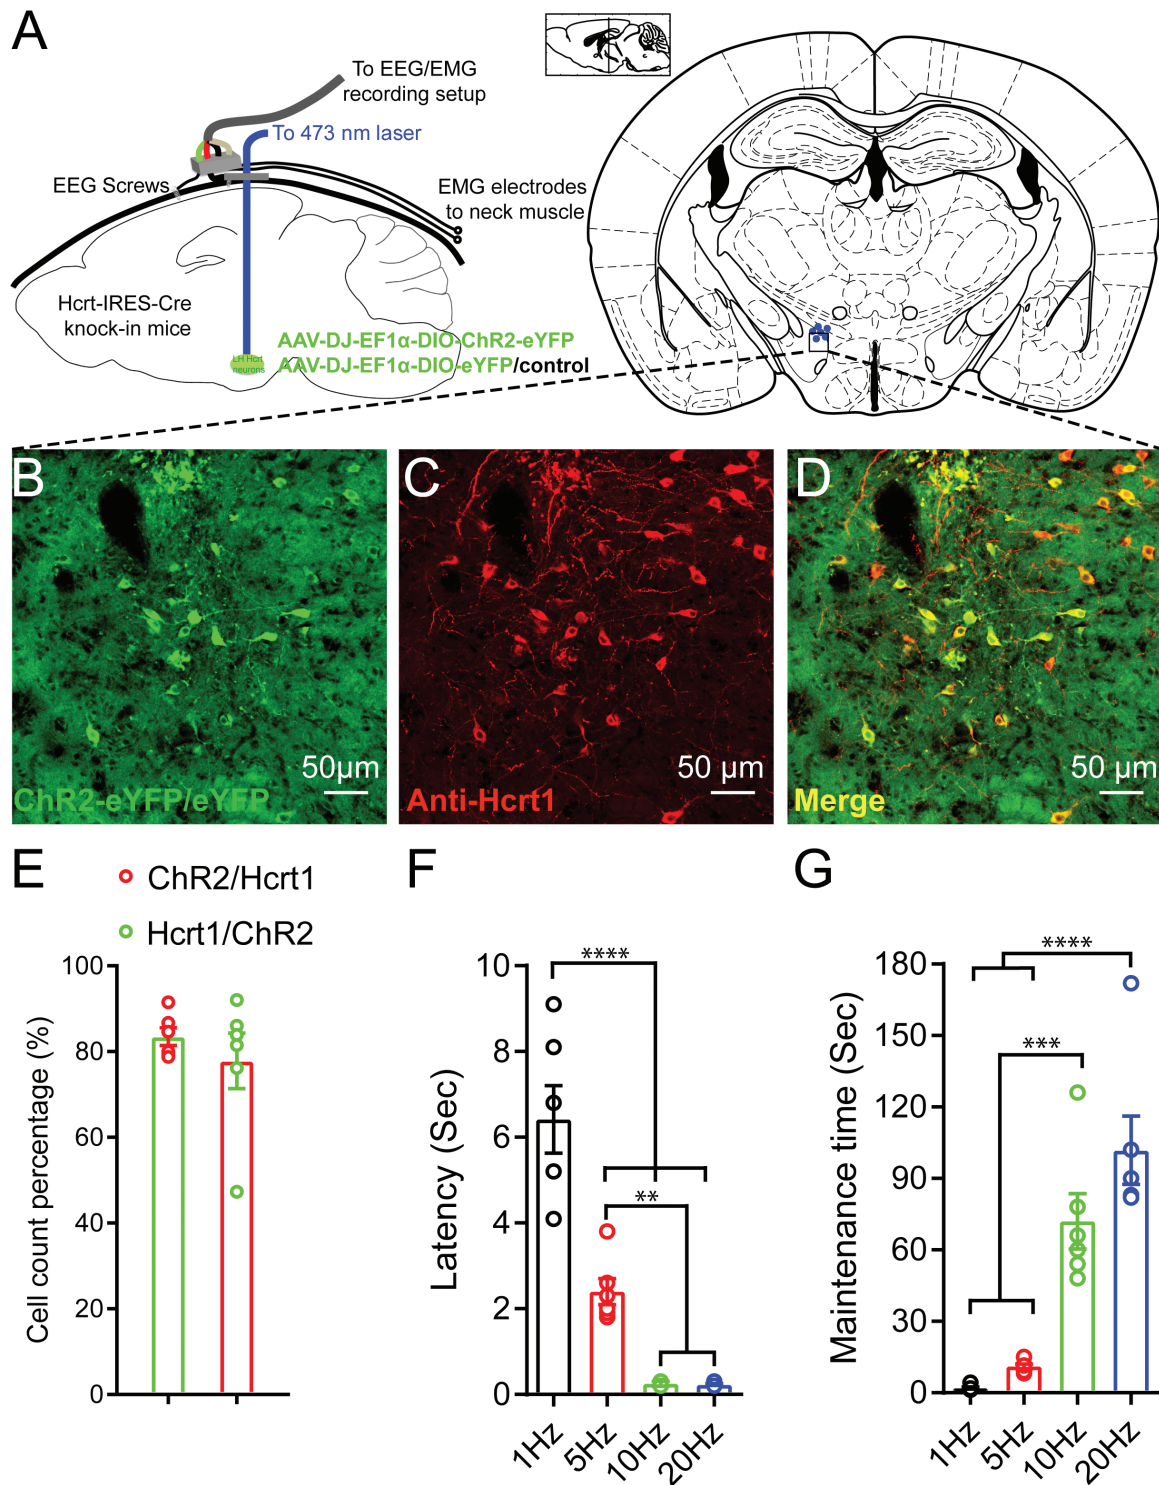 A
To EEG/EMG
recording setup
To 473 nm laser
EEG Screws
EMG electrodes
to neck muscle
Hcrt-IRES-Cre
knock-in mice
LH Hcrt
neurons
AAV-DJ-EF1α-DIO-ChR2-eYFP
AAV-DJ-EF1α-DIO-eYFP/control
B
50µm
ChR2-eYFP/eYFP
C
50 µm
Anti-Hcrt1
D
50 µm
Merge
E
ChR2/Hcrt1
Hcrt1/ChR2
Cell count percentage (%)
100
80
60
40
20
0
F
Latency (Sec)
10
8
6
4
2
0
****
**
1Hz
5Hz
10Hz
20Hz
G
Maintenance time (Sec)
180
150
120
90
60
30
0
****
***
1Hz
5Hz
10Hz
20Hz